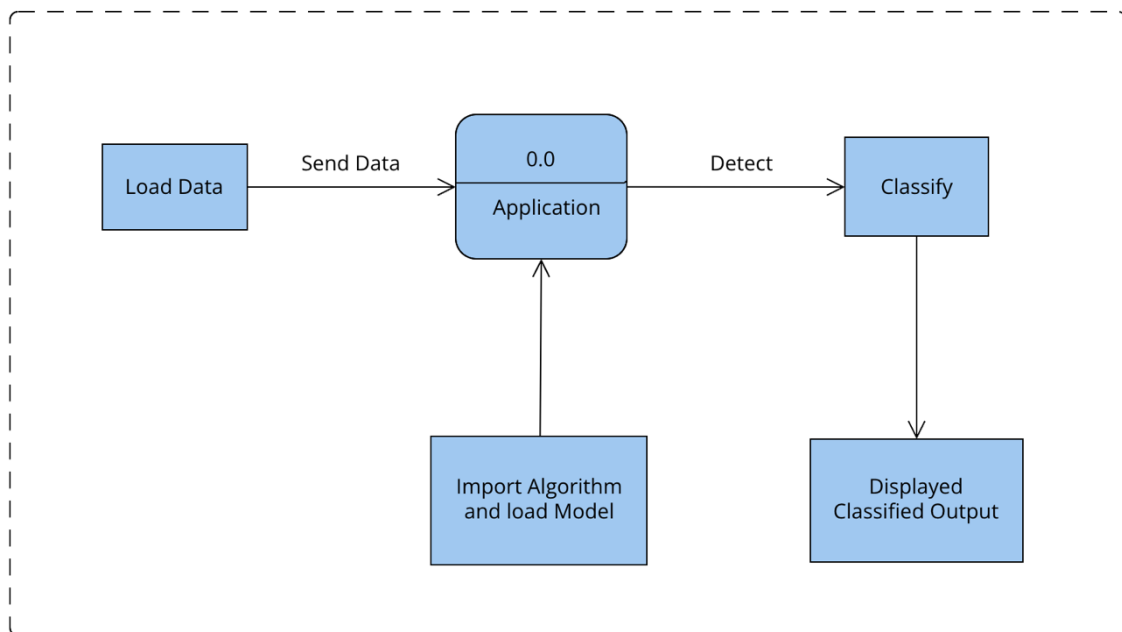 Load Data
Send Data
0.0
Application
Detect
Classify
Import Algorithm
and load Model
Displayed
Classified Output